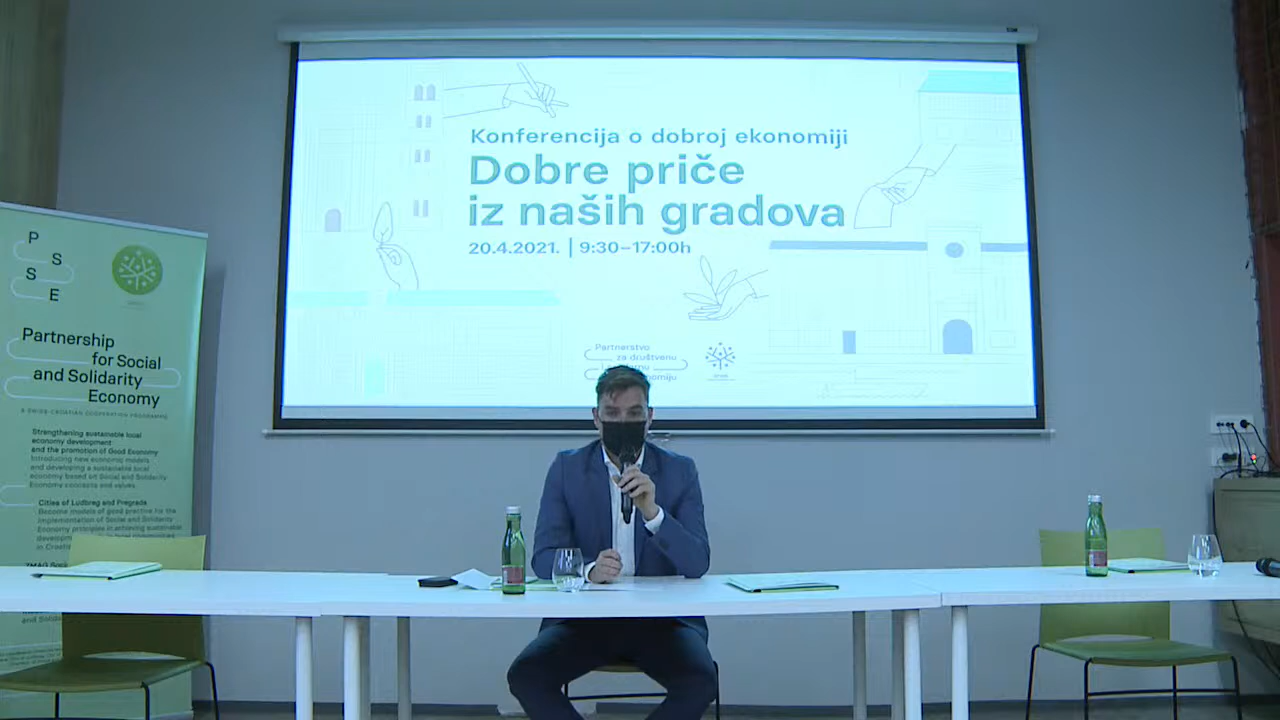 Konferencija o dobroj ekonomiji
Dobre priče
iz naših gradova
20.4.2021. | 9:30–17:00h
Partnerstvo
za društvenu
P
S
S
E
Partnership
for Social
and Solidarity
Economy
A SWISS-CROATIAN COOPERATION PROGRAMME
Strengthening sustainable local
economy development
and the promotion of Good Economy
Introducing new economic models
and developing a sustainable local
economy based on Social and Solidarity
Economy concepts and values.
Cities of Ludbreg and Pregrada
Become models of good practice for the
implementation of Social and Solidarity
Economy principles in achieving sustainable